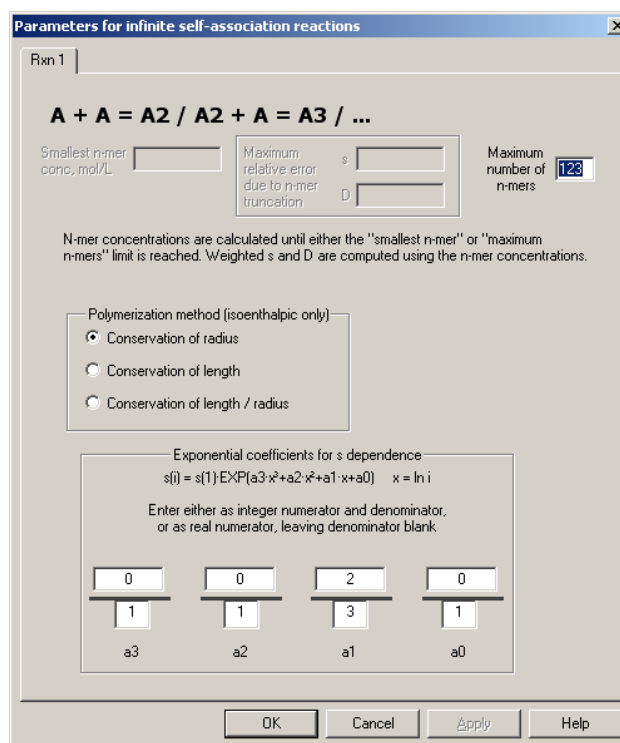 Parameters for infinite self-association reactions
Rxn 1
A + A = A2 / A2 + A = A3 / ...
Smallest n-mer
conc, mol/L
Maximum
relative error
due to n-mer
truncation
s
D
Maximum
number of
n-mers
123
N-mer concentrations are calculated until either the "smallest n-mer" or "maximum
n-mers" limit is reached. Weighted s and D are computed using the n-mer concentrations.
Polymerization method (isoenthalpic only)
Conservation of radius
Conservation of length
Conservation of length / radius
Exponential coefficients for s dependence
s(i) = s(1)·EXP(a3·x³+a2·x²+a1·x+a0) x = ln i
Enter either as integer numerator and denominator,
or as real numerator, leaving denominator blank
0 0 2 0
1 1 3 1
a3 a2 a1 a0
OK Cancel Apply Help